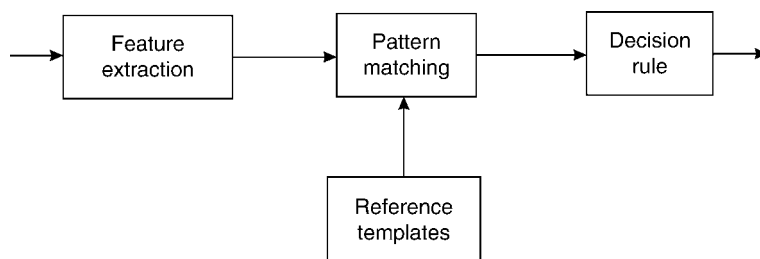 Feature
extraction
Pattern
matching
Decision
rule
Reference
templates